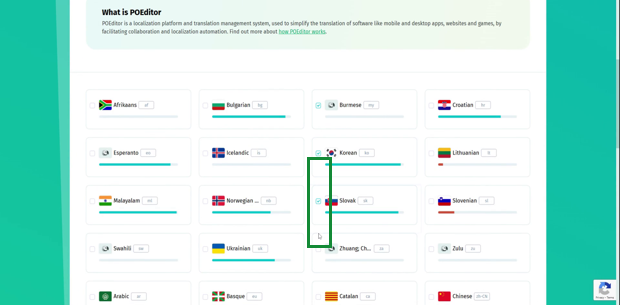 What is POEditor
POEditor is a localization platform and translation management system, used to simplify the translation of software like mobile and desktop apps, websites and games, by
facilitating collaboration and localization automation. Find out more about how POEditor works.
Afrikaans af
Bulgarian bg
Burmese my
Croatian hr
Esperanto eo
Icelandic is
Korean ko
Lithuanian lt
Malayalam ml
Norwegian ... nb
Slovak sk
Slovenian sl
Swahili sw
Ukrainian uk
Zhuang; Ch... za
Zulu zu
Arabic ar
Basque eu
Catalan ca
Chinese zh-CN
Privacy - Terms